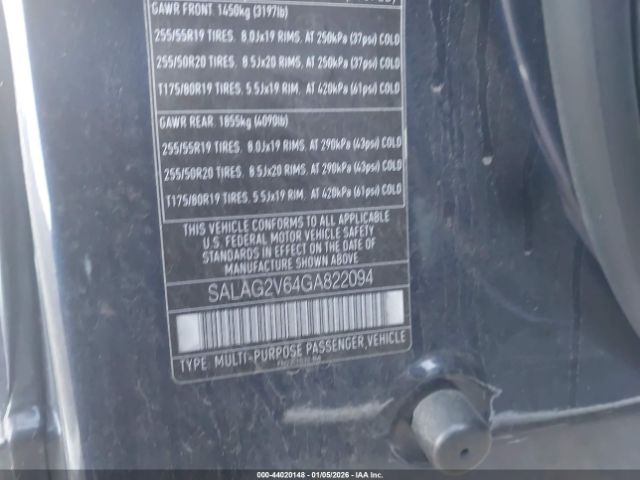 GAWR FRONT. 1450kg (3197lb)
255/55R19 TIRES. 8.0Jx19 RIMS. AT 250kPa (37psi) COLD
255/50R20 TIRES. 8.5Jx20 RIMS. AT 250kPa (37psi) COLD
T175/80R19 TIRES. 5.5Jx19 RIM. AT 420kPa (61psi) COLD
GAWR REAR. 1855kg (4090lb)
255/55R19 TIRES. 8.0Jx19 RIMS. AT 290kPa (43psi) COLD
255/50R20 TIRES. 8.5Jx20 RIMS. AT 290kPa (43psi) COLD
T175/80R19 TIRES. 5.5Jx19 RIM. AT 420kPa (61psi) COLD
THIS VEHICLE CONFORMS TO ALL APPLICABLE
U.S. FEDERAL MOTOR VEHICLE SAFETY
STANDARDS IN EFFECT ON THE DATE OF
MANUFACTURE SHOWN ABOVE
SALAG2V64GA822094
TYPE: MULTI-PURPOSE PASSENGER VEHICLE
000-44020148 - 01/05/2026 - IAA Inc.